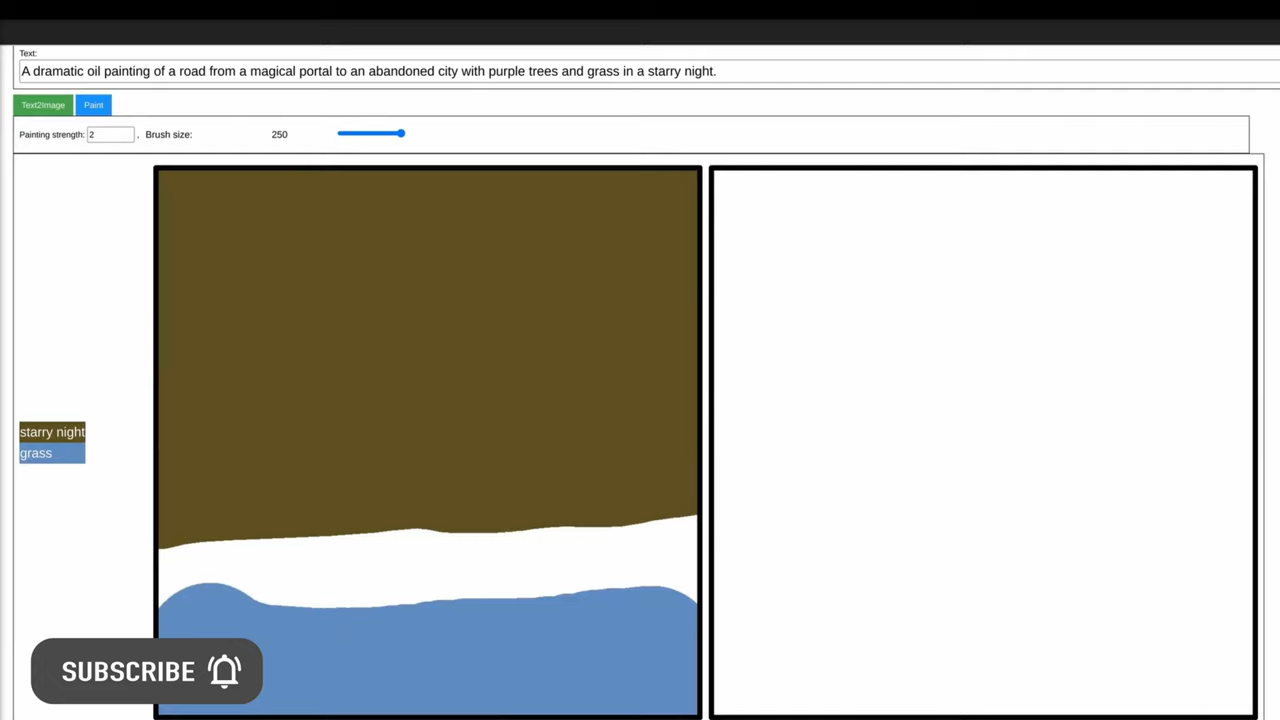 Text:
A dramatic oil painting of a road from a magical portal to an abandoned city with purple trees and grass in a starry night.
Text2Image Paint
Painting strength: 2 , Brush size: 250
starry night
grass
SUBSCRIBE